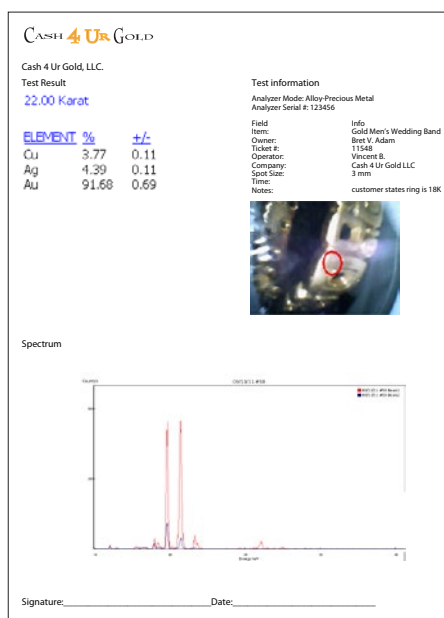 CASH 4 UR GOLD
Cash 4 Ur Gold, LLC.
Test Result
22.00 Karat
ELEMENT % +/-
Cu 3.77 0.11
Ag 4.39 0.11
Au 91.68 0.69
Test information
Analyzer Mode: Alloy-Precious Metal
Analyzer Serial #: 123456
Field Info
Item: Gold Men's Wedding Band
Owner: Bret V. Adam
Ticket #: 11548
Operator: Vincent B.
Company: Cash 4 Ur Gold LLC
Spot Size: 3 mm
Time:
Notes: customer states ring is 18K
Spectrum
Signature: Date: